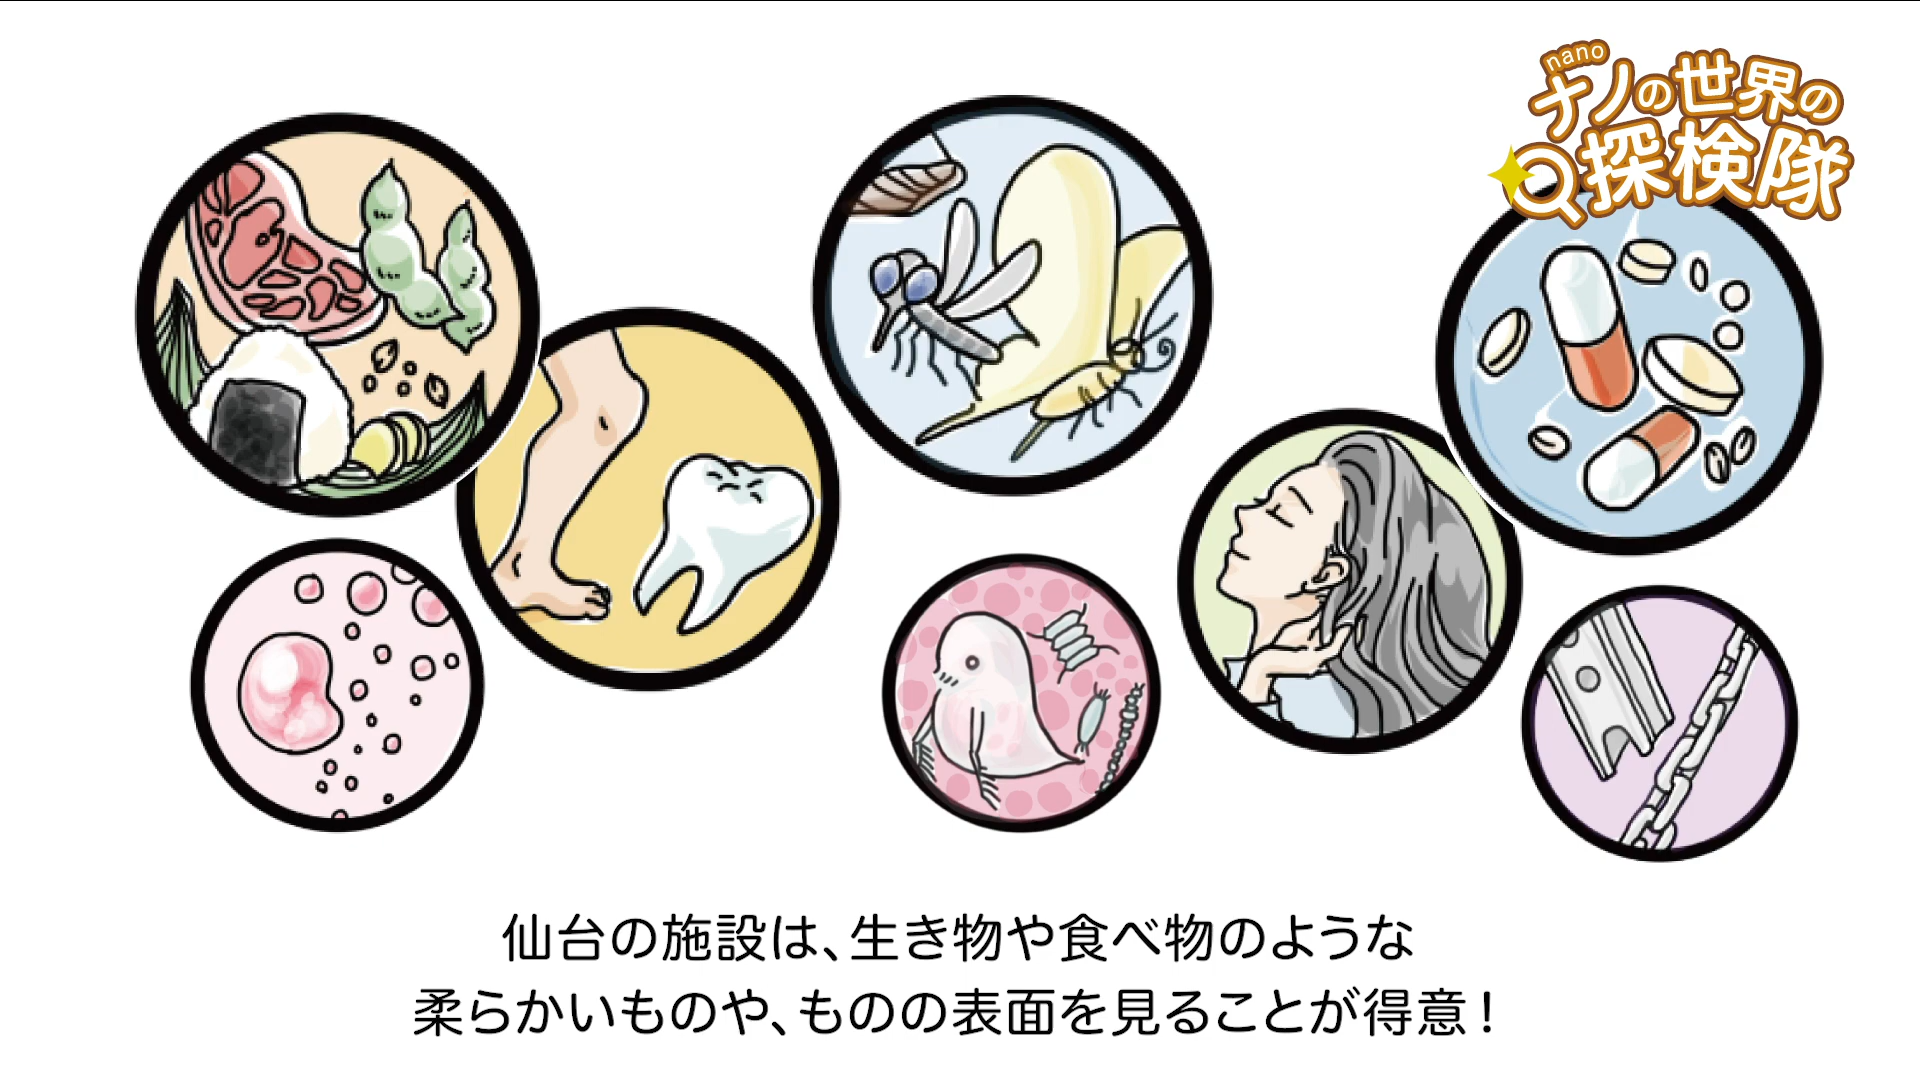 nano
ナノの世界の
探検隊
仙台の施設は、生き物や食べ物のような
柔らかいものや、ものの表面を見ることが得意！